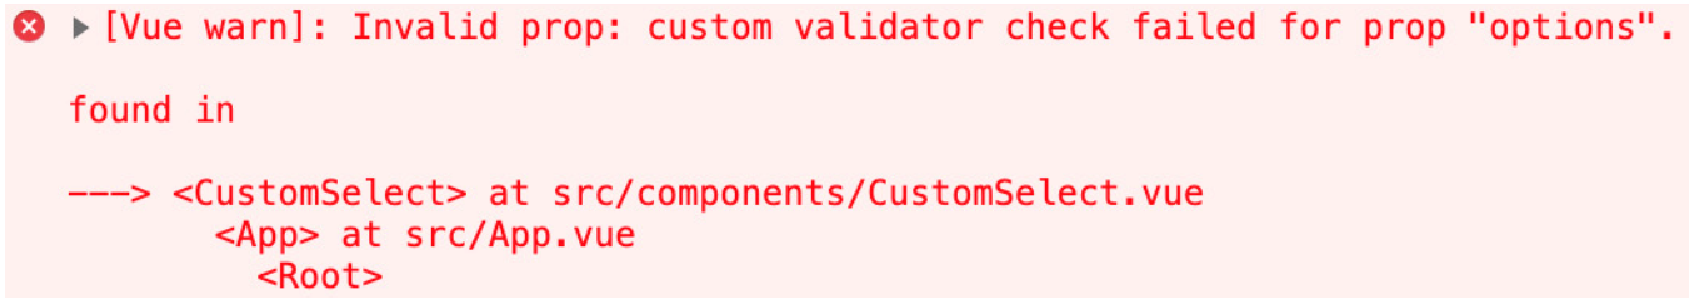 [Vue warn]: Invalid prop: custom validator check failed for prop "options".
found in
---> <CustomSelect> at src/components/CustomSelect.vue
<App> at src/App.vue
<Root>